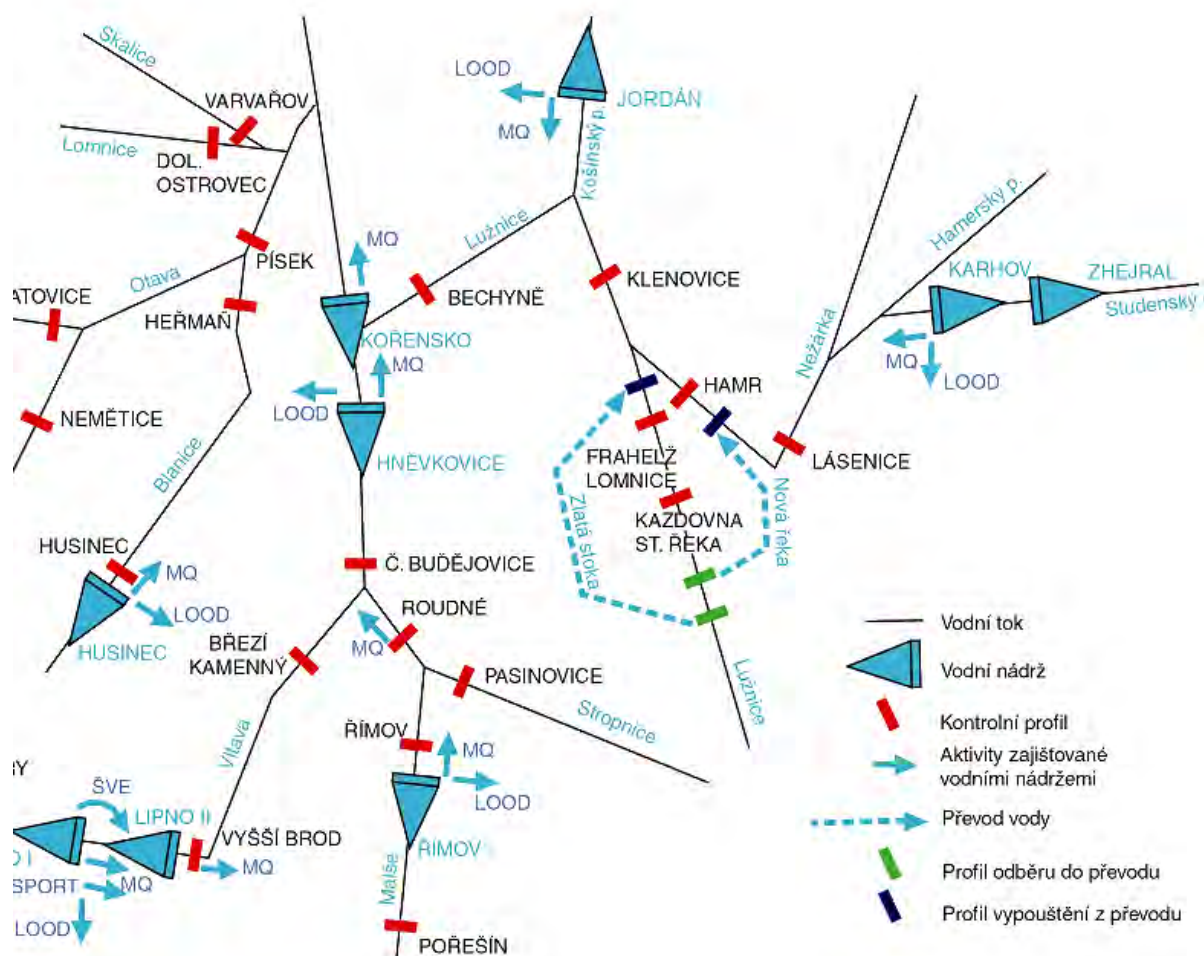 Skalice
VARVAŘOV
Lomnice
DOL.
OSTROVEC
LOOD
MQ
JORDÁN
Košínský p.
Lužnice
MQ
PÍSEK
Otava
ATOVICE
HEŘMAŇ
BECHYNĚ
KLENOVICE
Hamerský p.
KARHOV
ZHEJRAL
Studenský
Nežárka
MQ
LOOD
KOŘENSKO
MQ
LOOD
NEMĚTICE
HNĚVKOVICE
HAMR
LÁSENICE
FRAHELŽ
LOMNICE
Blanice
Zlatá stoka
Nová řeka
KAZDOVNA
ST. ŘEKA
HUSINEC
MQ
LOOD
HUSINEC
Č. BUĎĚJOVICE
ROUDNÉ
MQ
BŘEZÍ
KAMENNÝ
PASINOVICE
Stropnice
Lužnice
Vltava
ŘÍMOV
MQ
LOOD
ŘÍMOV
Malše
POŘEŠÍN
BY
ŠVE
LIPNO II
VYŠŠÍ BROD
MQ
O I
SPORT
MQ
LOOD
Vodní tok
Vodní nádrž
Kontrolní profil
Aktivity zajišťované
vodními nádržemi
Převod vody
Profil odběru do převodu
Profil vypouštění z převodu